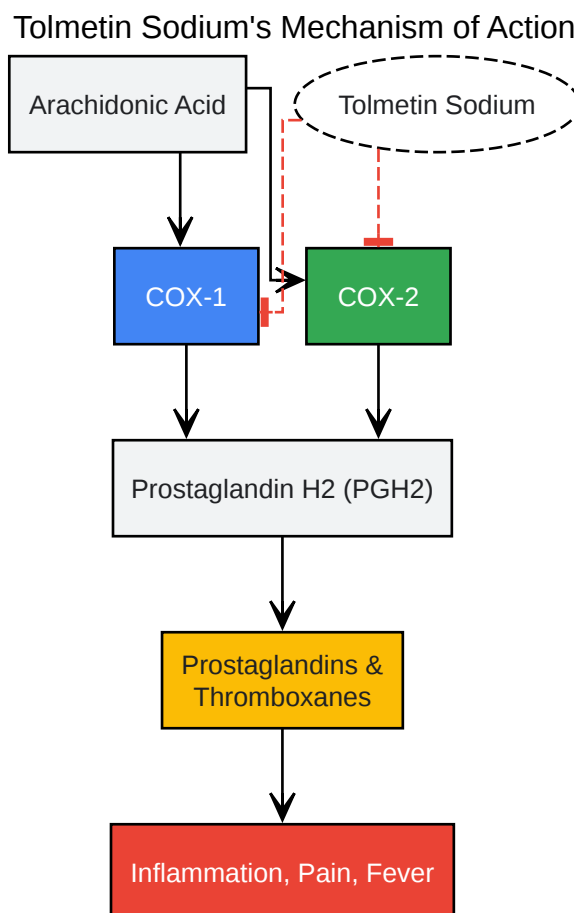 Tolmetin Sodium's Mechanism of Action
Arachidonic Acid
Tolmetin Sodium
COX-1
COX-2
Prostaglandin H2 (PGH2)
Prostaglandins &
Thromboxanes
Inflammation, Pain, Fever